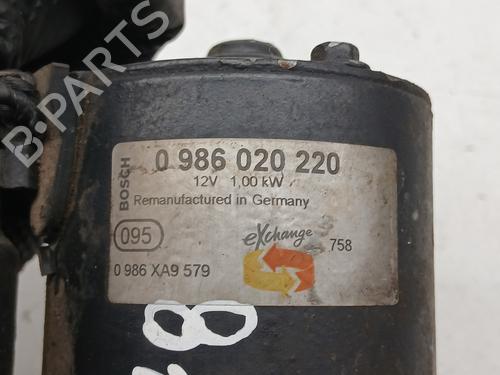 B-PARTS
BOSCH
0 986 020 220
12V 1,00 kW
Remanufactured in Germany
095
eXchange
758
0 986 XA9 579
8